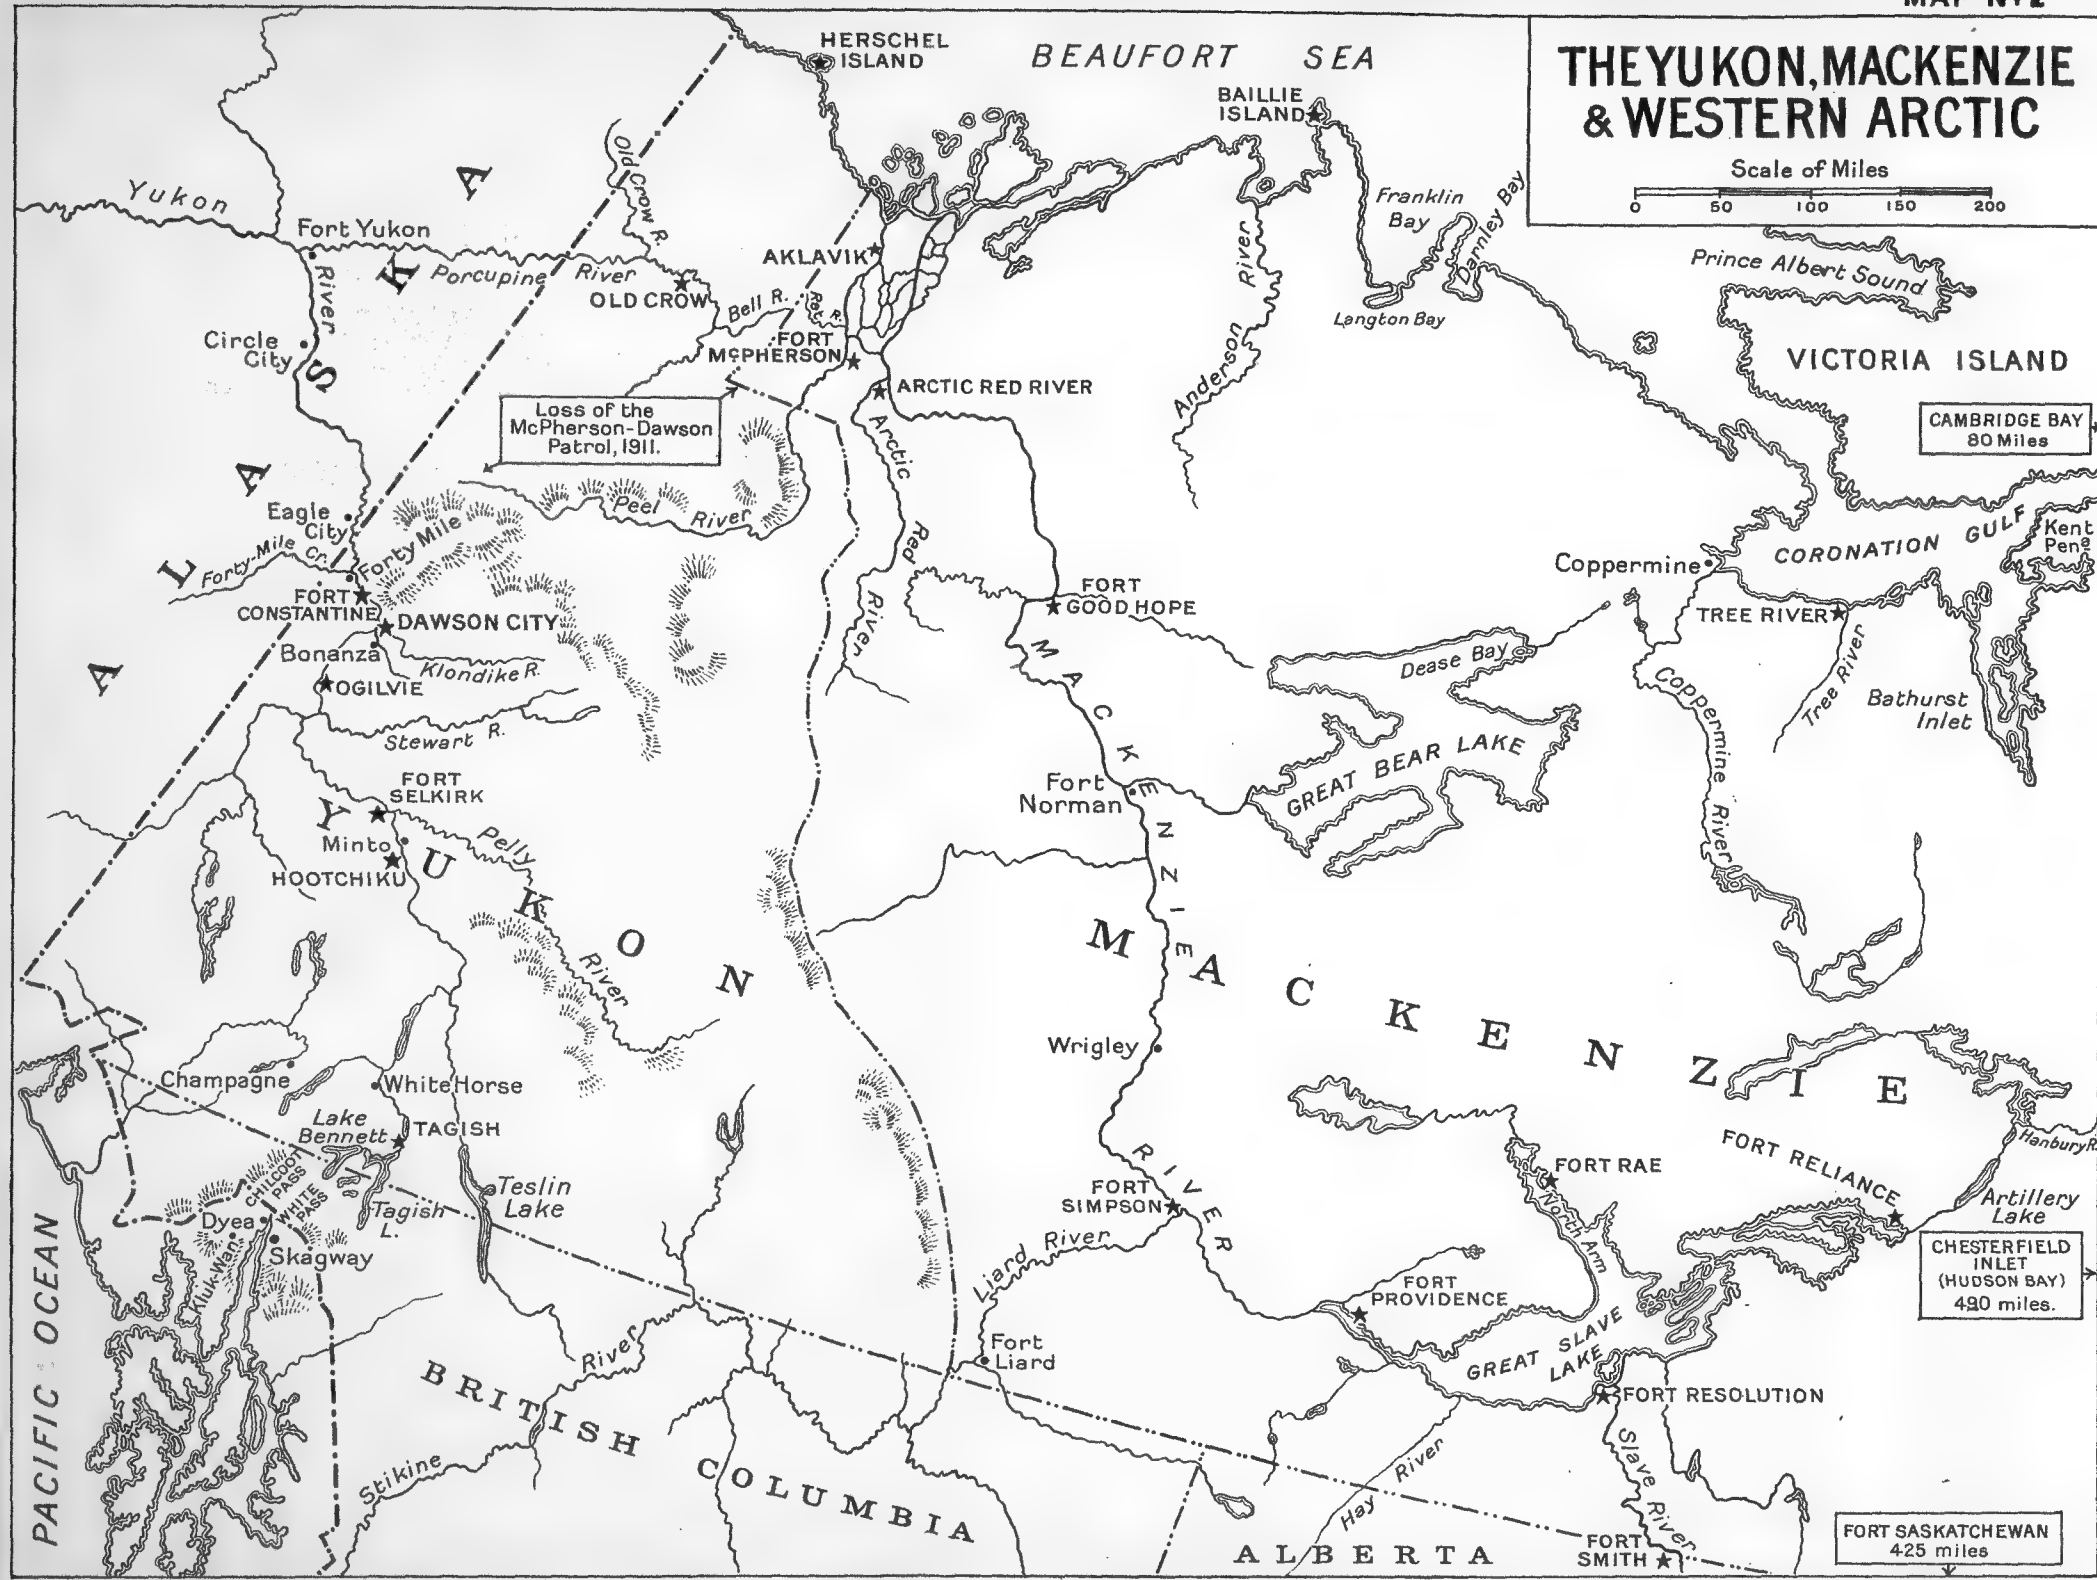 MAP Nº 2
THE YUKON, MACKENZIE
& WESTERN ARCTIC
Scale of Miles
0 50 100 150 200
HERSCHEL
ISLAND
BEAUFORT SEA
BAILLIE
ISLAND
Old Crow R.
Yukon
River
Fort Yukon
Porcupine River
OLD CROW
AKLAVIK
Bell R.
Rat R.
FORT
McPHERSON
ARCTIC RED RIVER
Franklin
Bay
Darnley Bay
Langton Bay
Anderson River
Prince Albert Sound
VICTORIA ISLAND
CAMBRIDGE BAY
80 Miles
Circle
City
ALASKA
Loss of the
McPherson-Dawson
Patrol, 1911.
Peel River
Arctic Red River
Eagle
City
Forty-Mile Cr.
Forty Mile
FORT
CONSTANTINE
DAWSON CITY
Bonanza
Klondike R.
OGILVIE
Stewart R.
FORT
SELKIRK
Minto
HOOTCHIKU
Pelly River
YUKON
FORT
GOOD HOPE
MACKENZIE RIVER
Fort
Norman
Dease Bay
GREAT BEAR LAKE
Coppermine
CORONATION GULF
Kent
Penª
TREE RIVER
Tree River
Bathurst
Inlet
Coppermine River
MACKENZIE
Wrigley
Champagne
White Horse
Lake
Bennett
TAGISH
CHILCOOT
PASS
WHITE
PASS
Dyea
Skagway
Kluk-Wan
Tagish
L.
Teslin
Lake
PACIFIC OCEAN
FORT
SIMPSON
Liard River
Fort
Liard
FORT RAE
North Arm
FORT RELIANCE
Hanbury R.
Artillery
Lake
CHESTERFIELD
INLET
(HUDSON BAY)
490 miles.
FORT
PROVIDENCE
GREAT SLAVE
LAKE
FORT RESOLUTION
Slave River
Hay River
River
Stikine
BRITISH COLUMBIA
ALBERTA
FORT
SMITH
FORT SASKATCHEWAN
425 miles